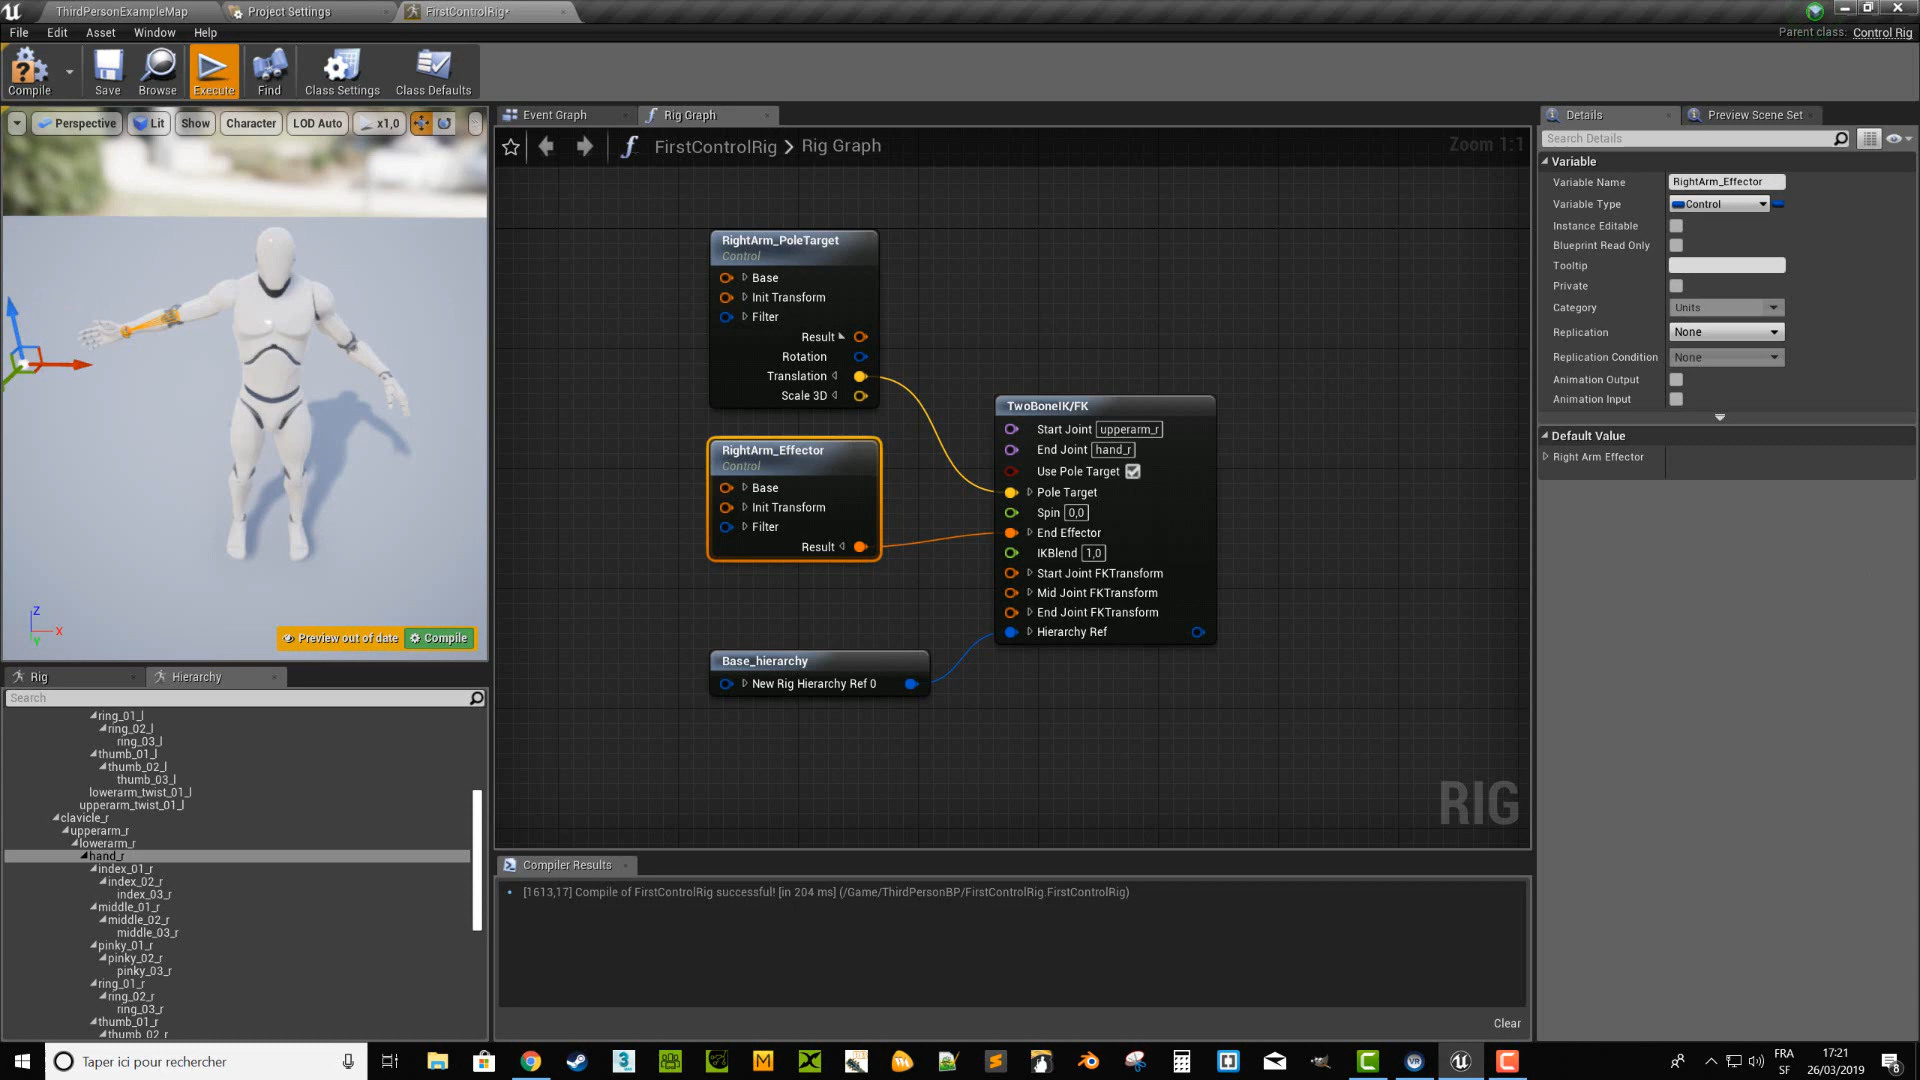 ThirdPersonExampleMap
Project Settings
FirstControlRig*
File Edit Asset Window Help
Parent class: Control Rig
Compile Save Browse Execute Find Class Settings Class Defaults
Perspective Lit Show Character LOD Auto x1,0
Event Graph
Rig Graph
FirstControlRig > Rig Graph
Zoom 1:1
RightArm_PoleTarget
Control
Base
Init Transform
Filter
Result
Rotation
Translation
Scale 3D
RightArm_Effector
Control
Base
Init Transform
Filter
Result
Base_hierarchy
New Rig Hierarchy Ref 0
TwoBoneIK/FK
Start Joint upperarm_r
End Joint hand_r
Use Pole Target
Pole Target
Spin 0,0
End Effector
IKBlend 1,0
Start Joint FKTransform
Mid Joint FKTransform
End Joint FKTransform
Hierarchy Ref
RIG
Z
X
Y
Preview out of date Compile
Rig
Hierarchy
Search
ring_01_l
ring_02_l
ring_03_l
thumb_01_l
thumb_02_l
thumb_03_l
lowerarm_twist_01_l
upperarm_twist_01_l
clavicle_r
upperarm_r
lowerarm_r
hand_r
index_01_r
index_02_r
index_03_r
middle_01_r
middle_02_r
middle_03_r
pinky_01_r
pinky_02_r
pinky_03_r
ring_01_r
ring_02_r
ring_03_r
thumb_01_r
thumb_02_r
Compiler Results
[1613,17] Compile of FirstControlRig successful! [in 204 ms] (/Game/ThirdPersonBP/FirstControlRig.FirstControlRig)
Clear
Details
Preview Scene Set
Search Details
Variable
Variable Name RightArm_Effector
Variable Type Control
Instance Editable
Blueprint Read Only
Tooltip
Private
Category Units
Replication None
Replication Condition None
Animation Output
Animation Input
Default Value
Right Arm Effector
Taper ici pour rechercher
FRA
SF
17:21
26/03/2019
8